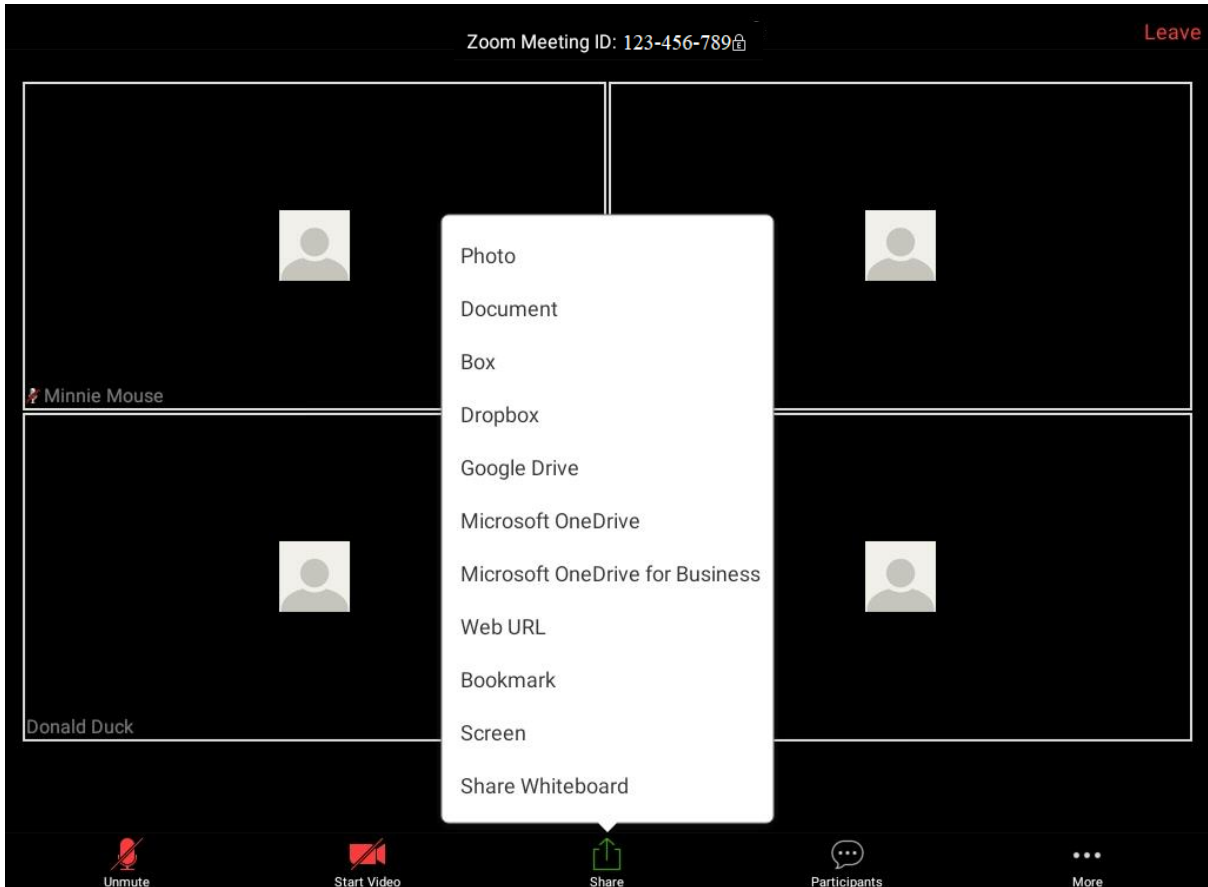 Zoom Meeting ID: 123-456-789
Leave
Photo
Document
Box
Dropbox
Google Drive
Microsoft OneDrive
Microsoft OneDrive for Business
Web URL
Bookmark
Screen
Share Whiteboard
Minnie Mouse
Donald Duck
Unmute
Start Video
Share
Participants
More